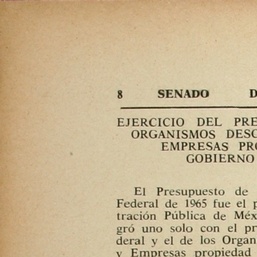 8 SENADO D
EJERCICIO DEL PRE
ORGANISMOS DESC
EMPRESAS PRO
GOBIERNO
El Presupuesto de
Federal de 1965 fue el p
tración Pública de Méx
gró uno solo con el pr
deral y el de los Organ
y Empresas propiedad